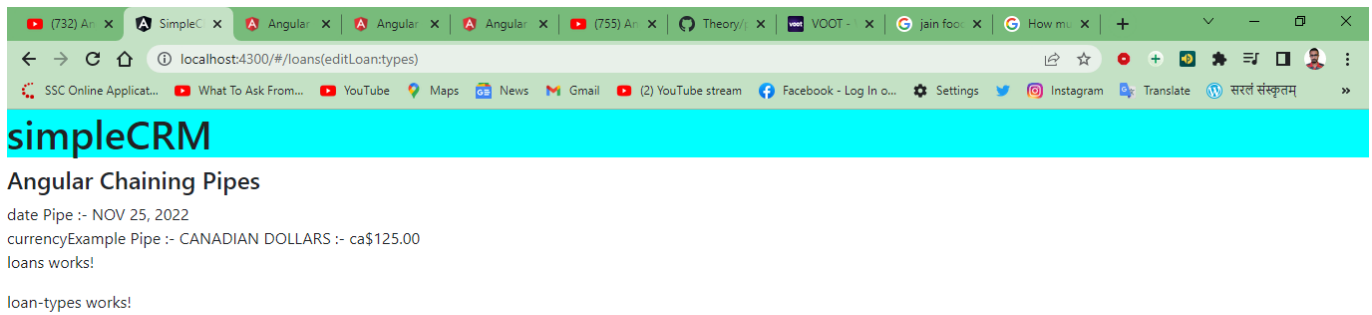 (732) An SimpleC Angular Angular Angular (755) An Theory/p VOOT - jain food How mu
localhost:4300/#/loans(editLoan:types)
SSC Online Applicat... What To Ask From... YouTube Maps News Gmail (2) YouTube stream Facebook - Log In o... Settings Instagram Translate सरलं संस्कृतम् »
simpleCRM
Angular Chaining Pipes
date Pipe :- NOV 25, 2022
currencyExample Pipe :- CANADIAN DOLLARS :- ca$125.00
loans works!
loan-types works!